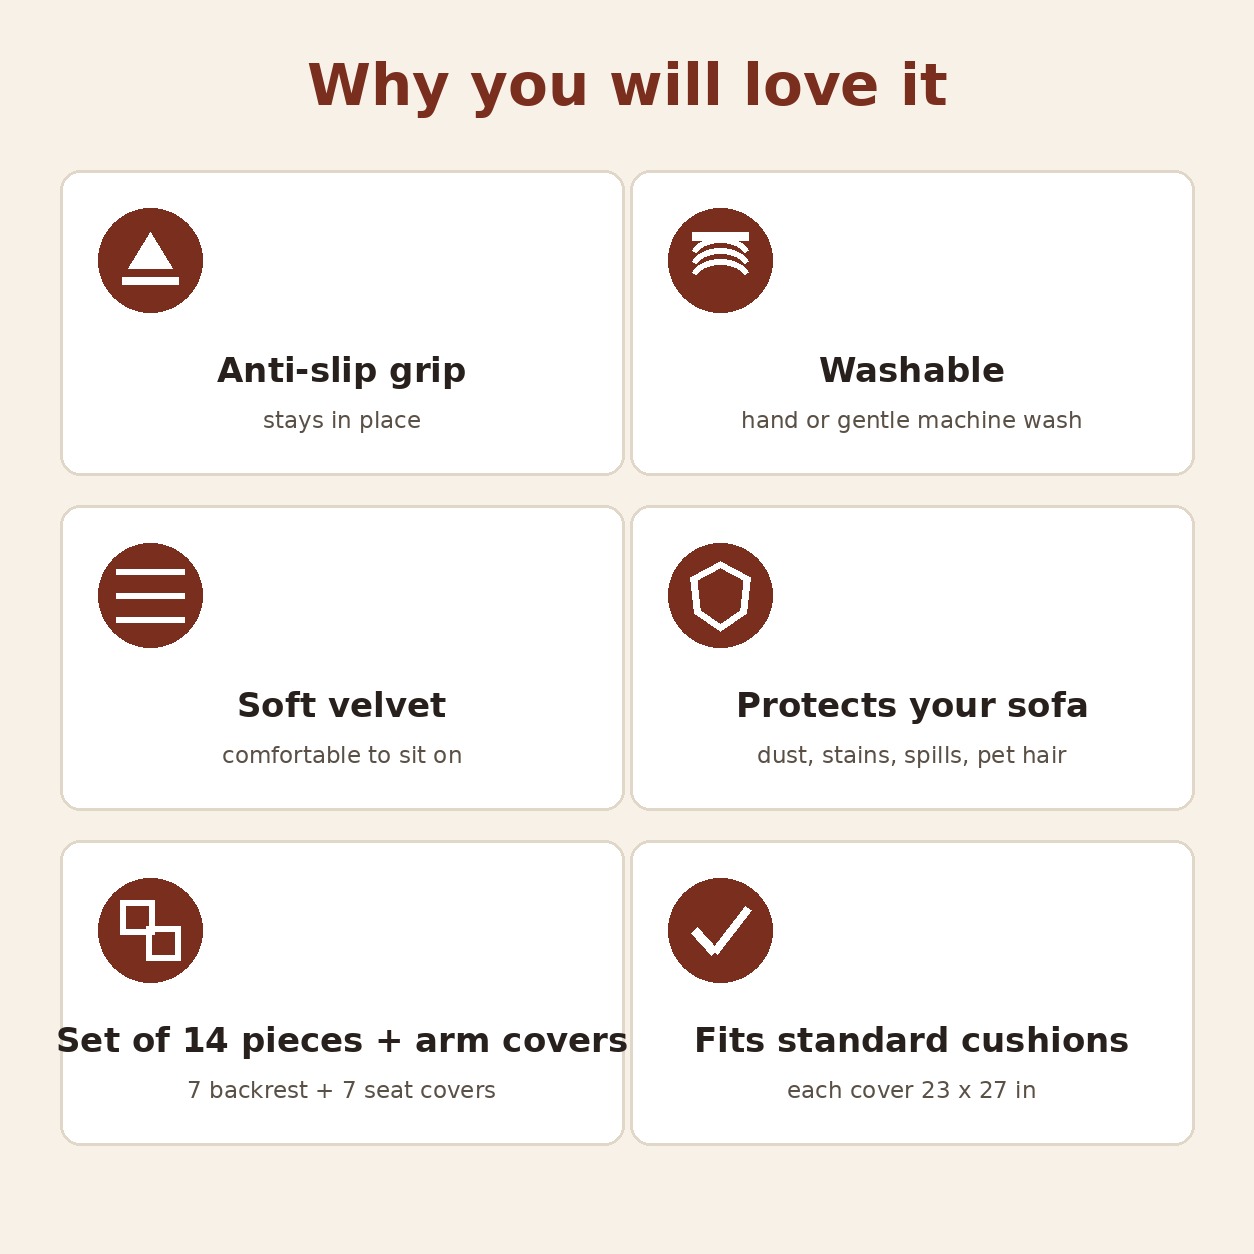 Why you will love it
Anti-slip grip
stays in place
Washable
hand or gentle machine wash
Soft velvet
comfortable to sit on
Protects your sofa
dust, stains, spills, pet hair
Set of 14 pieces + arm covers
7 backrest + 7 seat covers
Fits standard cushions
each cover 23 x 27 in